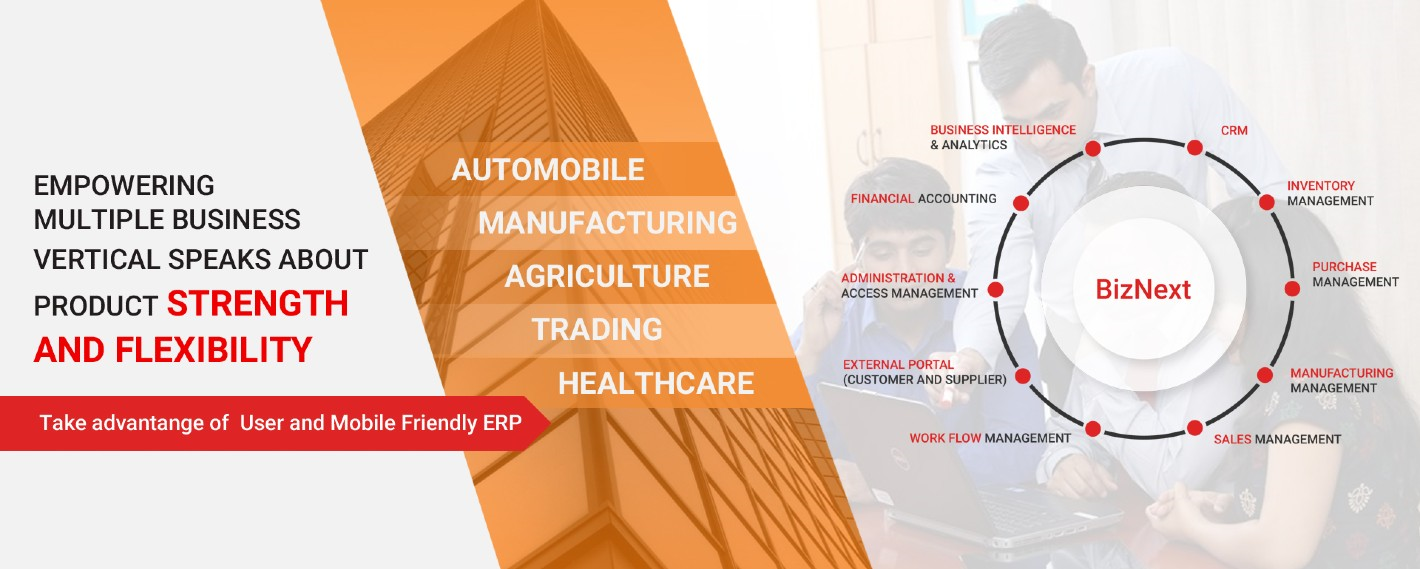 EMPOWERING
MULTIPLE BUSINESS
VERTICAL SPEAKS ABOUT
PRODUCT STRENGTH
AND FLEXIBILITY
Take advantange of User and Mobile Friendly ERP
AUTOMOBILE
MANUFACTURING
AGRICULTURE
TRADING
HEALTHCARE
BUSINESS INTELLIGENCE
& ANALYTICS
CRM
FINANCIAL ACCOUNTING
INVENTORY
MANAGEMENT
ADMINISTRATION &
ACCESS MANAGEMENT
PURCHASE
MANAGEMENT
BizNext
EXTERNAL PORTAL
(CUSTOMER AND SUPPLIER)
MANUFACTURING
MANAGEMENT
WORK FLOW MANAGEMENT
SALES MANAGEMENT